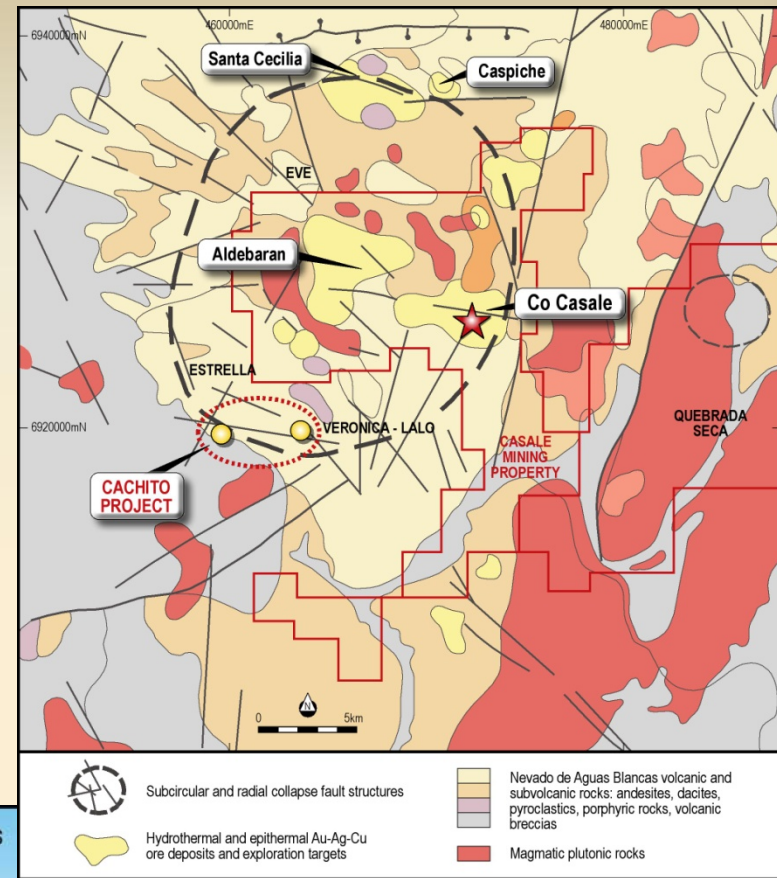 460000mE
480000mE
6940000mN
Santa Cecilia
Caspiche
EVE
Aldebaran
Co Casale
ESTRELLA
6920000mN
VERONICA - LALO
QUEBRADA
SECA
CASALE
MINING
PROPERTY
CACHITO
PROJECT
0 5km
Subcircular and radial collapse fault structures
Hydrothermal and epithermal Au-Ag-Cu
ore deposits and exploration targets
Nevado de Aguas Blancas volcanic and
subvolcanic rocks: andesites, dacites,
pyroclastics, porphyric rocks, volcanic
breccias
Magmatic plutonic rocks